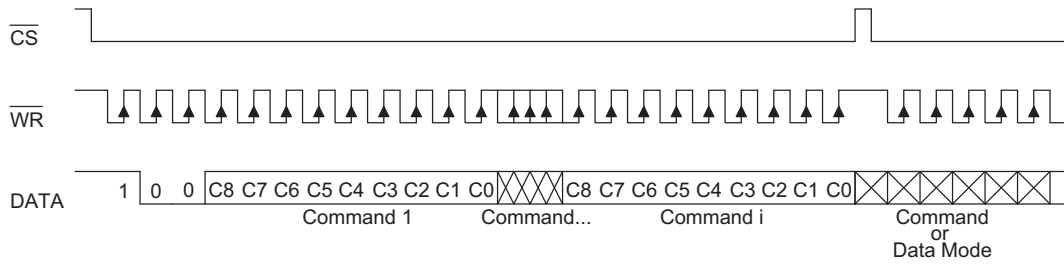 CS
WR
DATA 1 0 0 C8 C7 C6 C5 C4 C3 C2 C1 C0 C8 C7 C6 C5 C4 C3 C2 C1 C0
Command 1 Command... Command i Command
or
Data Mode